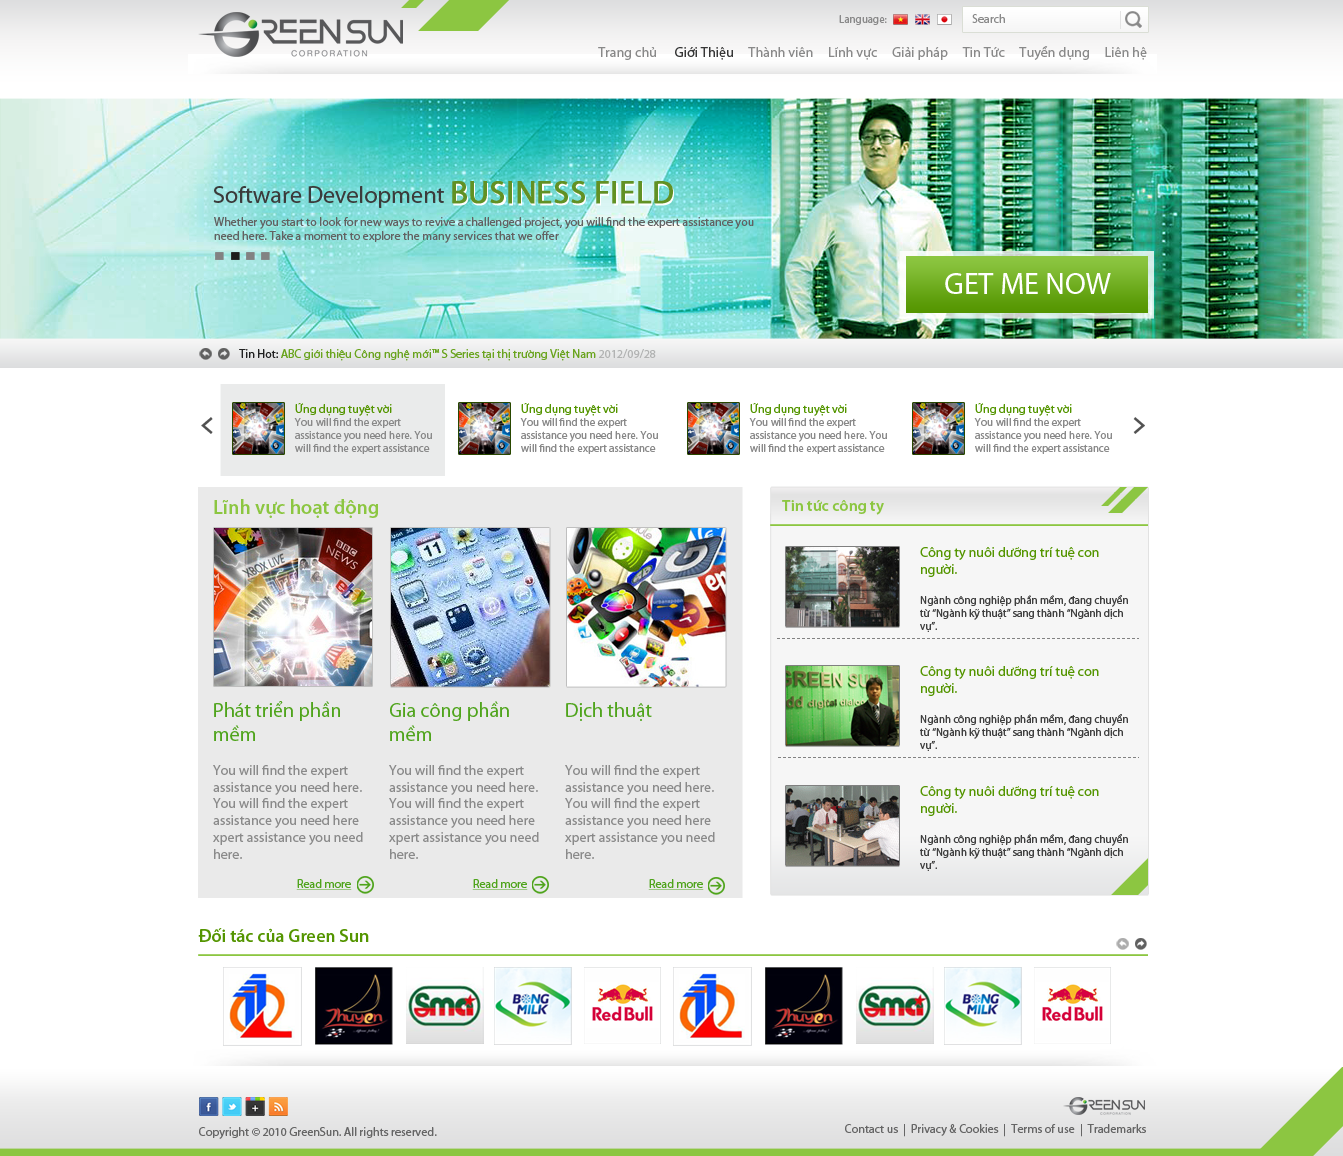 GREEN SUN
CORPORATION
Language:
Search
Trang chủ Giới Thiệu Thành viên Lính vực Giải pháp Tin Tức Tuyển dụng Liên hệ
Software Development BUSINESS FIELD
Whether you start to look for new ways to revive a challenged project, you will find the expert assistance you
need here. Take a moment to explore the many services that we offer
GET ME NOW
Tin Hot: ABC giới thiệu Công nghệ mới™ S Series tại thị trường Việt Nam 2012/09/28
Ứng dụng tuyệt vời
You will find the expert
assistance you need here. You
will find the expert assistance
Ứng dụng tuyệt vời
You will find the expert
assistance you need here. You
will find the expert assistance
Ứng dụng tuyệt vời
You will find the expert
assistance you need here. You
will find the expert assistance
Ứng dụng tuyệt vời
You will find the expert
assistance you need here. You
will find the expert assistance
Lĩnh vực hoạt động
BBC
NEWS
XBOX LIVE
ebY
11
Phát triển phần
mềm
You will find the expert
assistance you need here.
You will find the expert
assistance you need here
xpert assistance you need
here.
Read more
Gia công phần
mềm
You will find the expert
assistance you need here.
You will find the expert
assistance you need here
xpert assistance you need
here.
Read more
Dịch thuật
You will find the expert
assistance you need here.
You will find the expert
assistance you need here
xpert assistance you need
here.
Read more
Tin tức công ty
Công ty nuôi dưỡng trí tuệ con
người.
Ngành công nghiệp phần mềm, đang chuyển
từ “Ngành kỹ thuật” sang thành “Ngành dịch
vụ”.
GREEN SUN
dd digital dialog
Công ty nuôi dưỡng trí tuệ con
người.
Ngành công nghiệp phần mềm, đang chuyển
từ “Ngành kỹ thuật” sang thành “Ngành dịch
vụ”.
Công ty nuôi dưỡng trí tuệ con
người.
Ngành công nghiệp phần mềm, đang chuyển
từ “Ngành kỹ thuật” sang thành “Ngành dịch
vụ”.
Đối tác của Green Sun
Thuyền
Sma
BONG
MILK
Red Bull
Thuyền
Sma
BONG
MILK
Red Bull
GREEN SUN
Copyright © 2010 GreenSun. All rights reserved.
Contact us | Privacy & Cookies | Terms of use | Trademarks